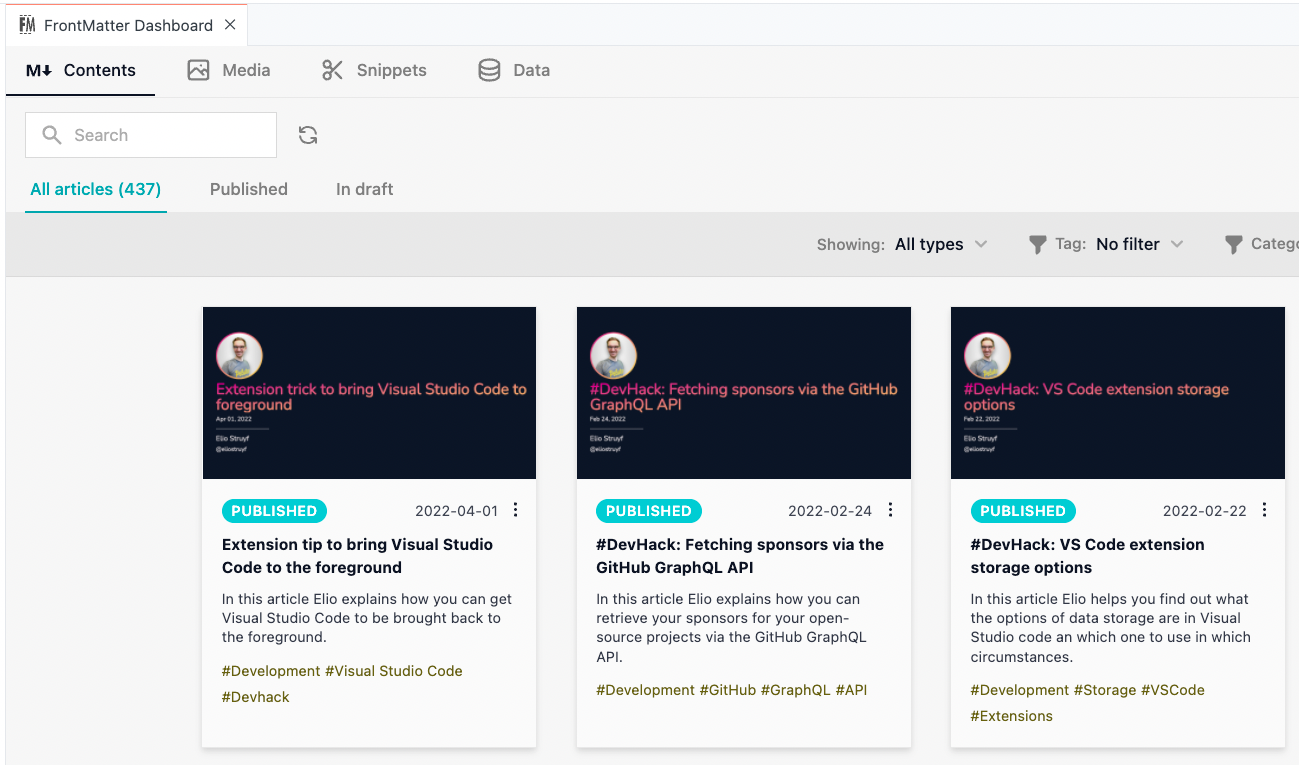 FM FrontMatter Dashboard
M Contents Media Snippets Data
Search
All articles (437) Published In draft
Showing: All types Tag: No filter Catego
Extension trick to bring Visual Studio Code to
foreground
Apr 01, 2022
Elio Struyf
@eliostruyf
#DevHack: Fetching sponsors via the GitHub
GraphQL API
Feb 24, 2022
Elio Struyf
@eliostruyf
#DevHack: VS Code extension storage
options
Feb 22, 2022
Elio Struyf
@eliostruyf
PUBLISHED 2022-04-01
Extension tip to bring Visual Studio
Code to the foreground
In this article Elio explains how you can get
Visual Studio Code to be brought back to
the foreground.
#Development #Visual Studio Code
#Devhack
PUBLISHED 2022-02-24
#DevHack: Fetching sponsors via the
GitHub GraphQL API
In this article Elio explains how you can
retrieve your sponsors for your open-
source projects via the GitHub GraphQL
API.
#Development #GitHub #GraphQL #API
PUBLISHED 2022-02-22
#DevHack: VS Code extension
storage options
In this article Elio helps you find out what
the options of data storage are in Visual
Studio code an which one to use in which
circumstances.
#Development #Storage #VSCode
#Extensions